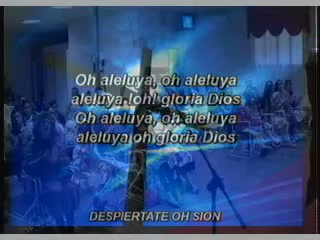 Oh aleluya, oh aleluya
aleluya !oh! gloria Dios
Oh aleluya, oh aleluya
aleluya oh gloria Dios
DESPIERTATE OH SION